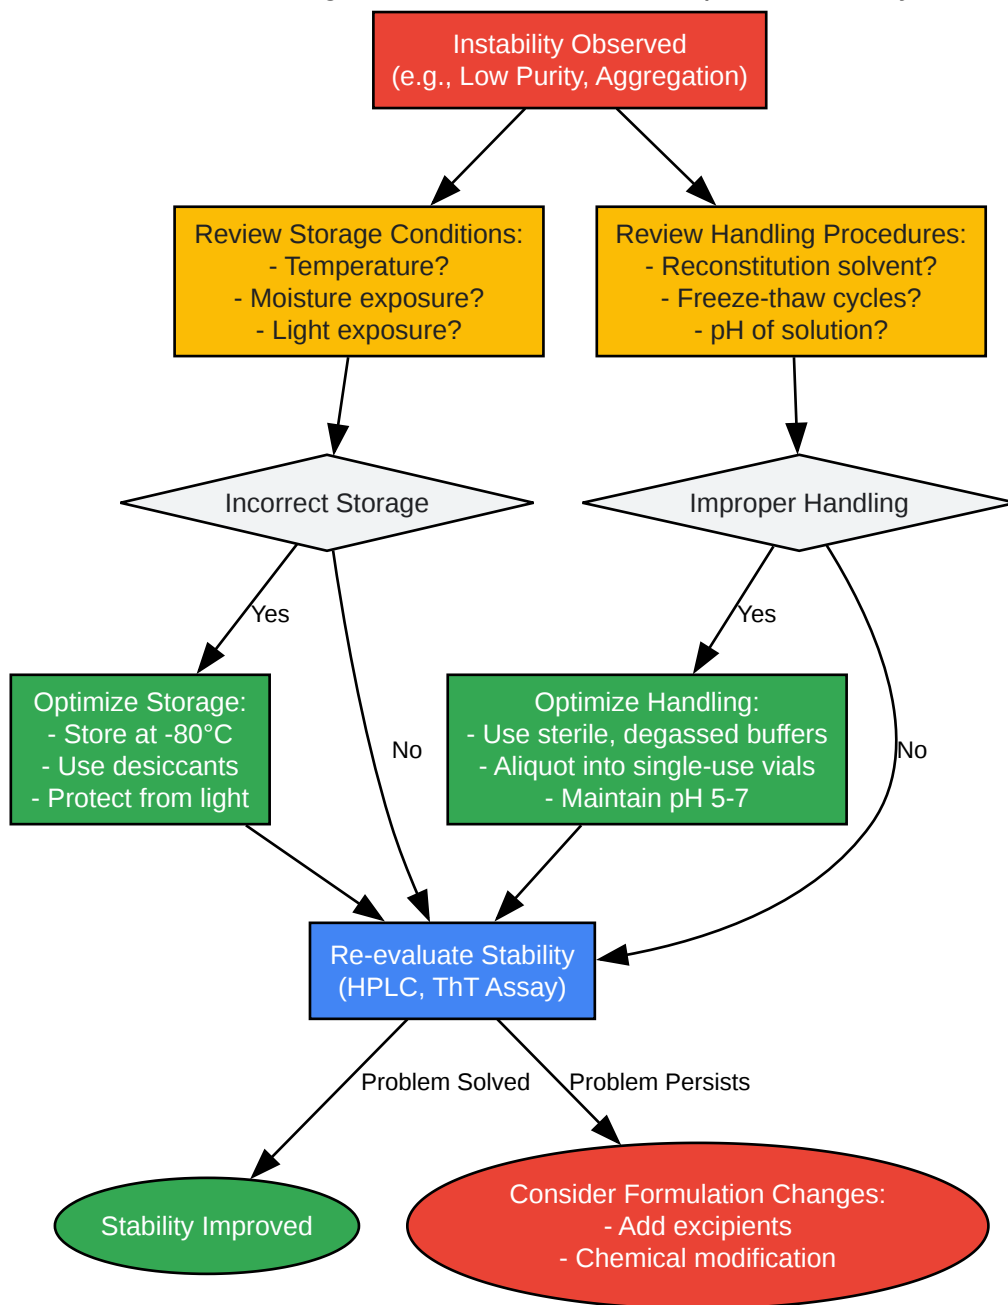 Instability Observed
(e.g., Low Purity, Aggregation)
Review Storage Conditions:
- Temperature?
- Moisture exposure?
- Light exposure?
Review Handling Procedures:
- Reconstitution solvent?
- Freeze-thaw cycles?
- pH of solution?
Incorrect Storage
Improper Handling
Yes
No
Yes
No
Optimize Storage:
- Store at -80°C
- Use desiccants
- Protect from light
Optimize Handling:
- Use sterile, degassed buffers
- Aliquot into single-use vials
- Maintain pH 5-7
Re-evaluate Stability
(HPLC, ThT Assay)
Problem Solved
Problem Persists
Stability Improved
Consider Formulation Changes:
- Add excipients
- Chemical modification